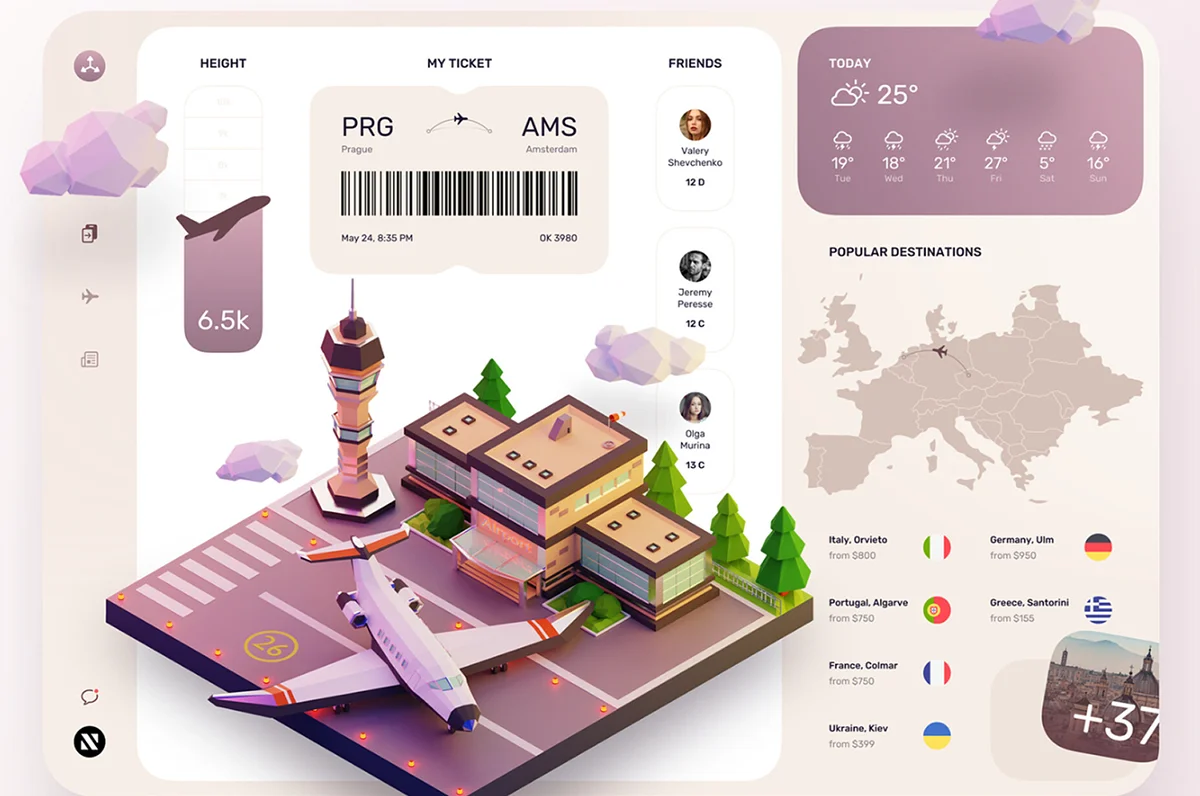 HEIGHT
6.5k
MY TICKET
PRG
AMS
Prague
Amsterdam
May 24, 8:35 PM
OK 3980
FRIENDS
Valery
Shevchenko
12 D
Jeremy
Peresse
12 C
Olga
Murina
13 C
Airport
26
TODAY
25°
19° 18° 21° 27° 5° 16°
Tue Wed Thu Fri Sat Sun
POPULAR DESTINATIONS
Italy, Orvieto
from $800
Germany, Ulm
from $950
Portugal, Algarve
from $750
Greece, Santorini
from $155
France, Colmar
from $750
Ukraine, Kiev
from $399
+37